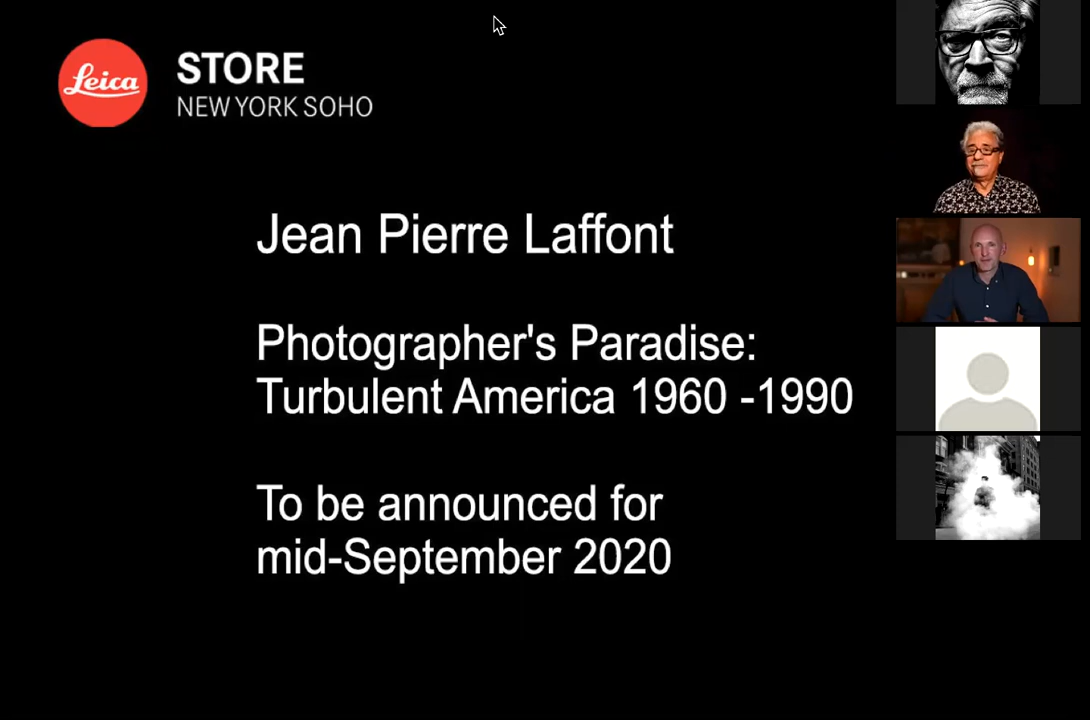 Leica
STORE
NEW YORK SOHO
Jean Pierre Laffont
Photographer's Paradise:
Turbulent America 1960 -1990
To be announced for
mid-September 2020